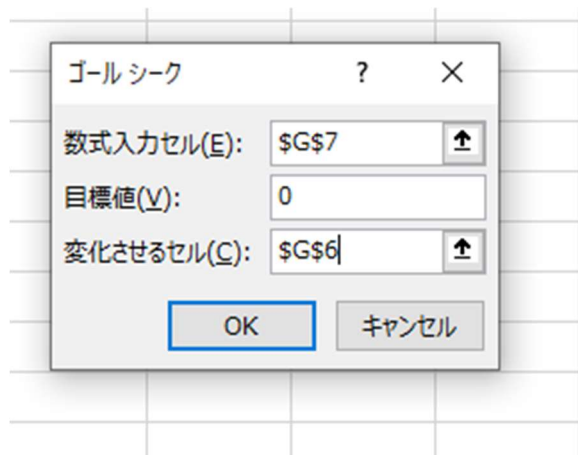 ゴール シーク ? ×
数式入力セル(E): $G$7
目標値(V): 0
変化させるセル(C): $G$6
OK キャンセル